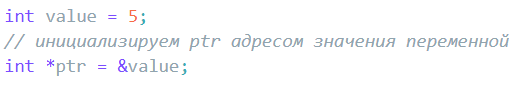 int value = 5;
// инициализируем ptr адресом значения переменной
int *ptr = &value;